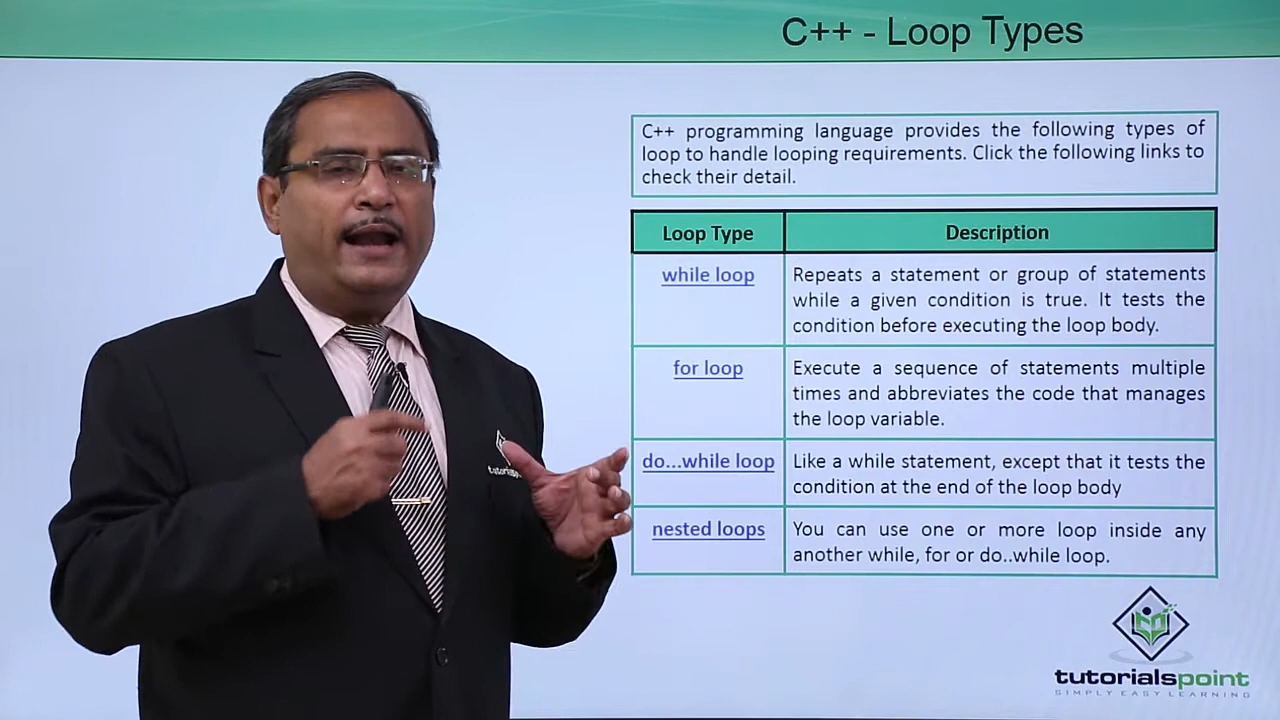 C++ - Loop Types
C++ programming language provides the following types of
loop to handle looping requirements. Click the following links to
check their detail.
Loop Type
Description
while loop
Repeats a statement or group of statements
while a given condition is true. It tests the
condition before executing the loop body.
for loop
Execute a sequence of statements multiple
times and abbreviates the code that manages
the loop variable.
do...while loop
Like a while statement, except that it tests the
condition at the end of the loop body
nested loops
You can use one or more loop inside any
another while, for or do..while loop.
tutorialspoint
SIMPLY EASY LEARNING